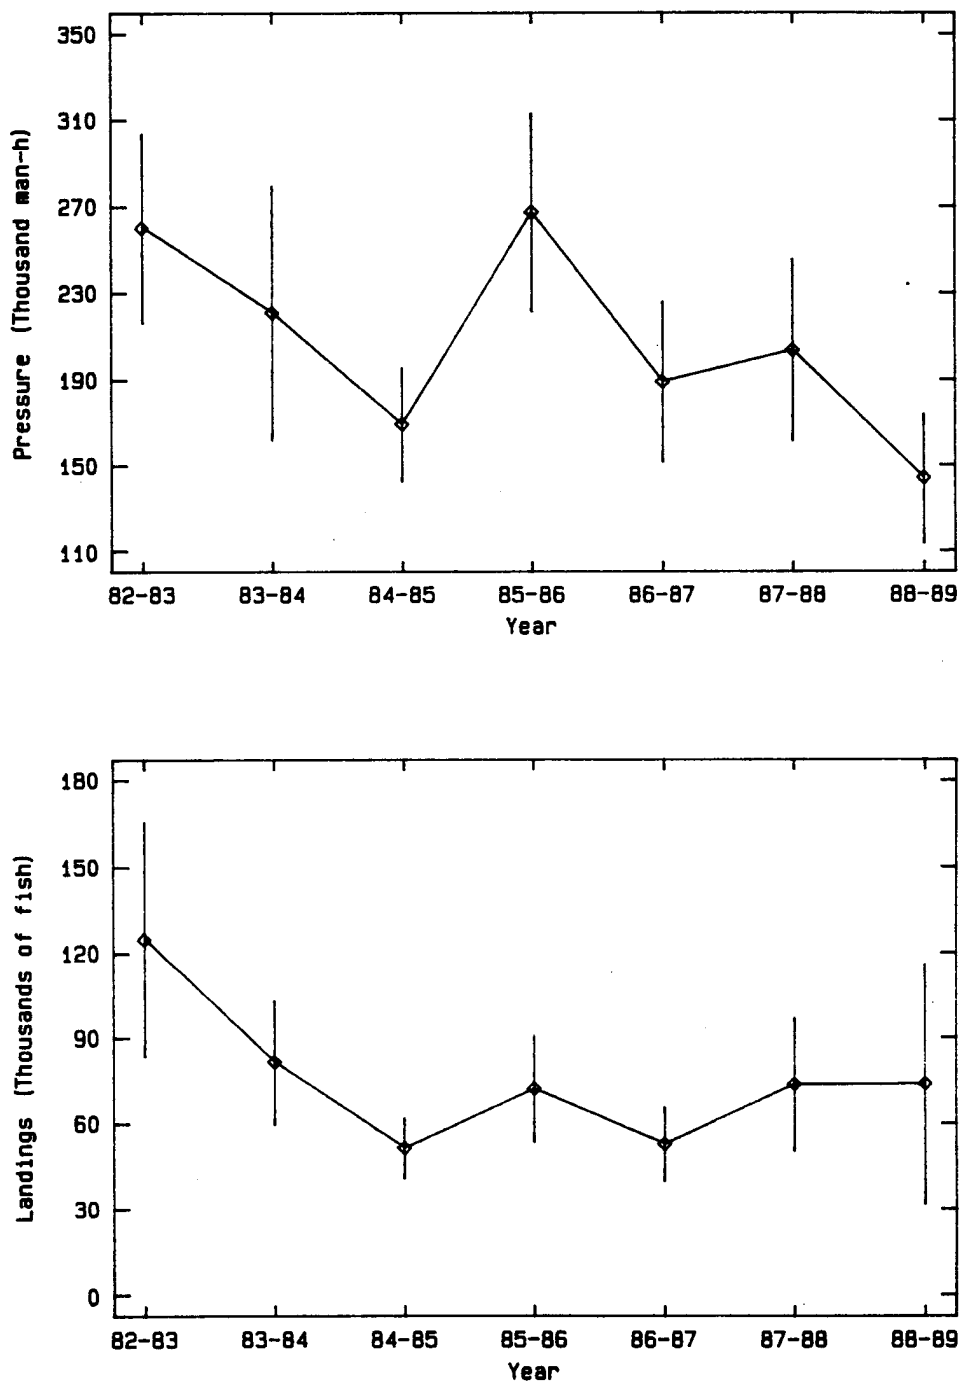 Pressure (Thousand man-h)
350
310
270
230
190
150
110
82-83 83-84 84-85 85-86 86-87 87-88 88-89
Year
Landings (Thousands of fish)
180
150
120
90
60
30
0
82-83 83-84 84-85 85-86 86-87 87-88 88-89
Year